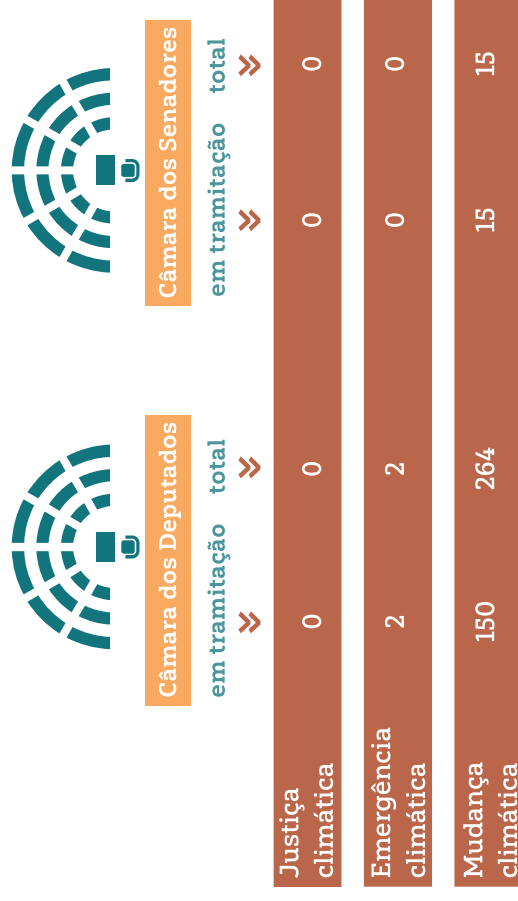 Câmara dos Deputados
Câmara dos Senadores
em tramitação
total
em tramitação
total
Justiça
climática
0
0
0
0
Emergência
climática
2
2
0
0
Mudança
climática
150
264
15
15